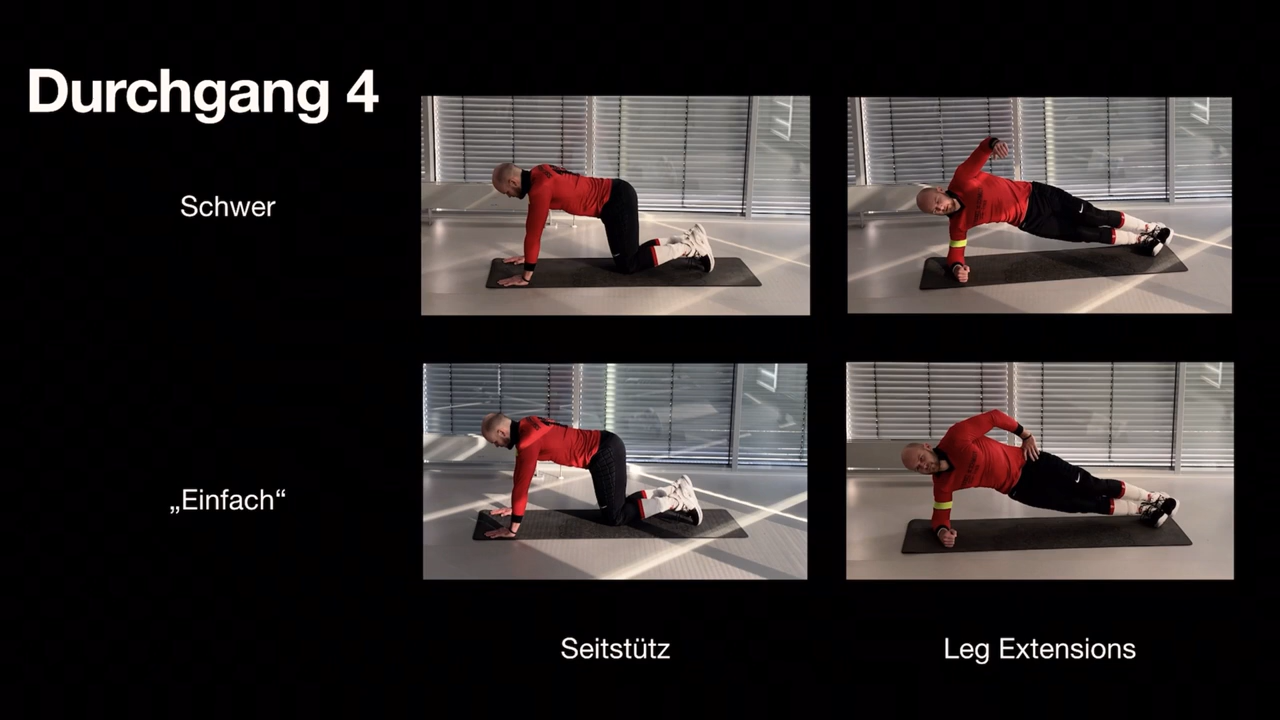 Durchgang 4
Schwer
„Einfach“
Seitstütz
Leg Extensions